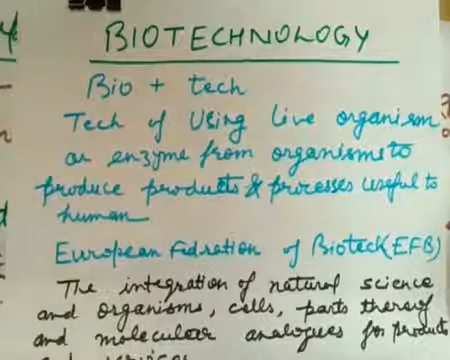 BIOTECHNOLOGY
Bio + tech
Tech of Using live organism
or enzyme from organisms to
produce products & processes useful to
human
European Fedration of Biotech(EFB)
The integration of natural science
and organisms, cells, parts thereof
and molecular analogues for products